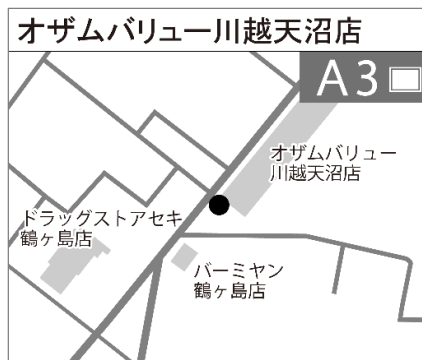 オザムバリュー川越天沼店
A3
オザムバリュー
川越天沼店
ドラッグストアセキ
鶴ヶ島店
バーミヤン
鶴ヶ島店